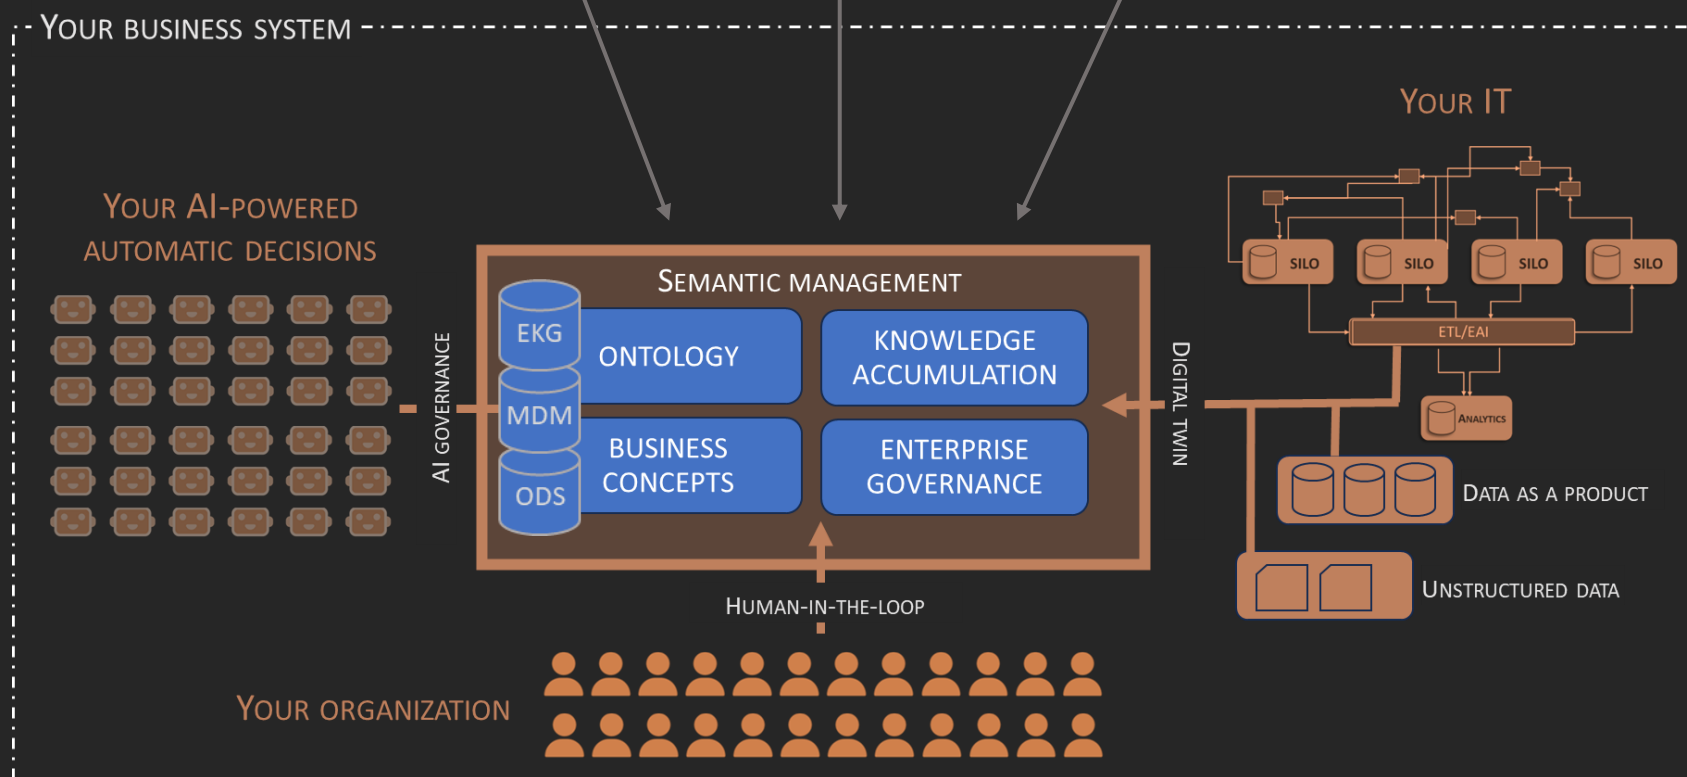 YOUR BUSINESS SYSTEM
YOUR IT
YOUR AI-POWERED
AUTOMATIC DECISIONS
SILO
SILO
SILO
SILO
ETL/EAI
ANALYTICS
SEMANTIC MANAGEMENT
EKG
MDM
ODS
ONTOLOGY
KNOWLEDGE
ACCUMULATION
BUSINESS
CONCEPTS
ENTERPRISE
GOVERNANCE
AI GOVERNANCE
DIGITAL TWIN
DATA AS A PRODUCT
UNSTRUCTURED DATA
HUMAN-IN-THE-LOOP
YOUR ORGANIZATION